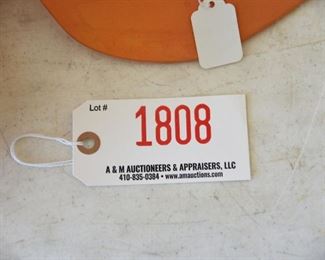 Lot #
1808
A & M AUCTIONEERS & APPRAISERS, LLC
410-835-0384 • www.amauctions.com